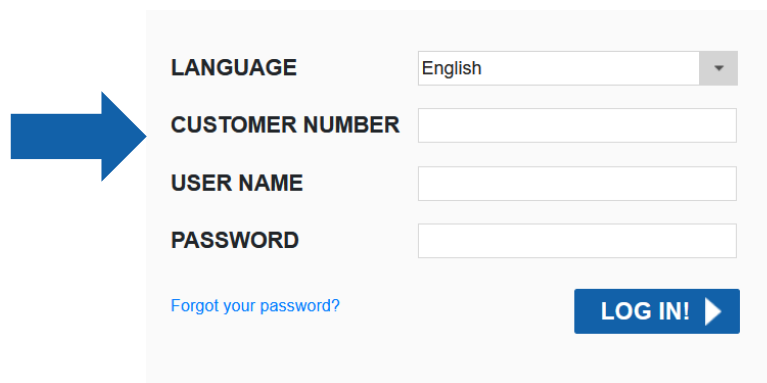 LANGUAGE English
CUSTOMER NUMBER
USER NAME
PASSWORD
Forgot your password? LOG IN!